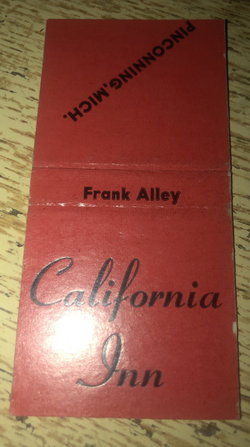 PINCONNING, MICH.
Frank Alley
California
Inn